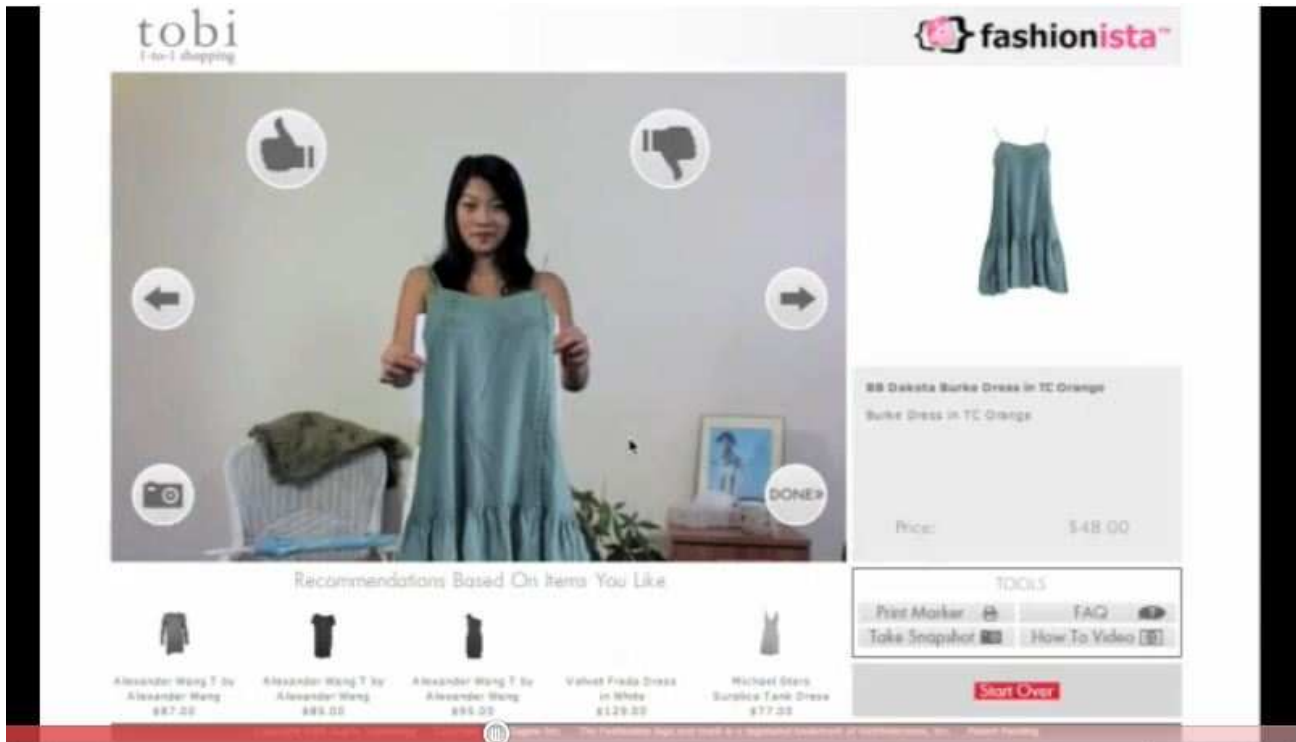 tobi
1-to-1 shopping
fashionista™
DONE»
BB Dakota Burke Dress in TC Orange
Burke Dress in TC Orange
Price: $48.00
Recommendations Based On Items You Like
TOOLS
Print Marker FAQ
Take Snapshot How To Video
Start Over
Alexander Wang T by
Alexander Wang
$87.00
Alexander Wang T by
Alexander Wang
$85.00
Alexander Wang T by
Alexander Wang
$95.00
Velvet Frada Dress
in White
$129.00
Michael Stars
Surplice Tank Dress
$77.00